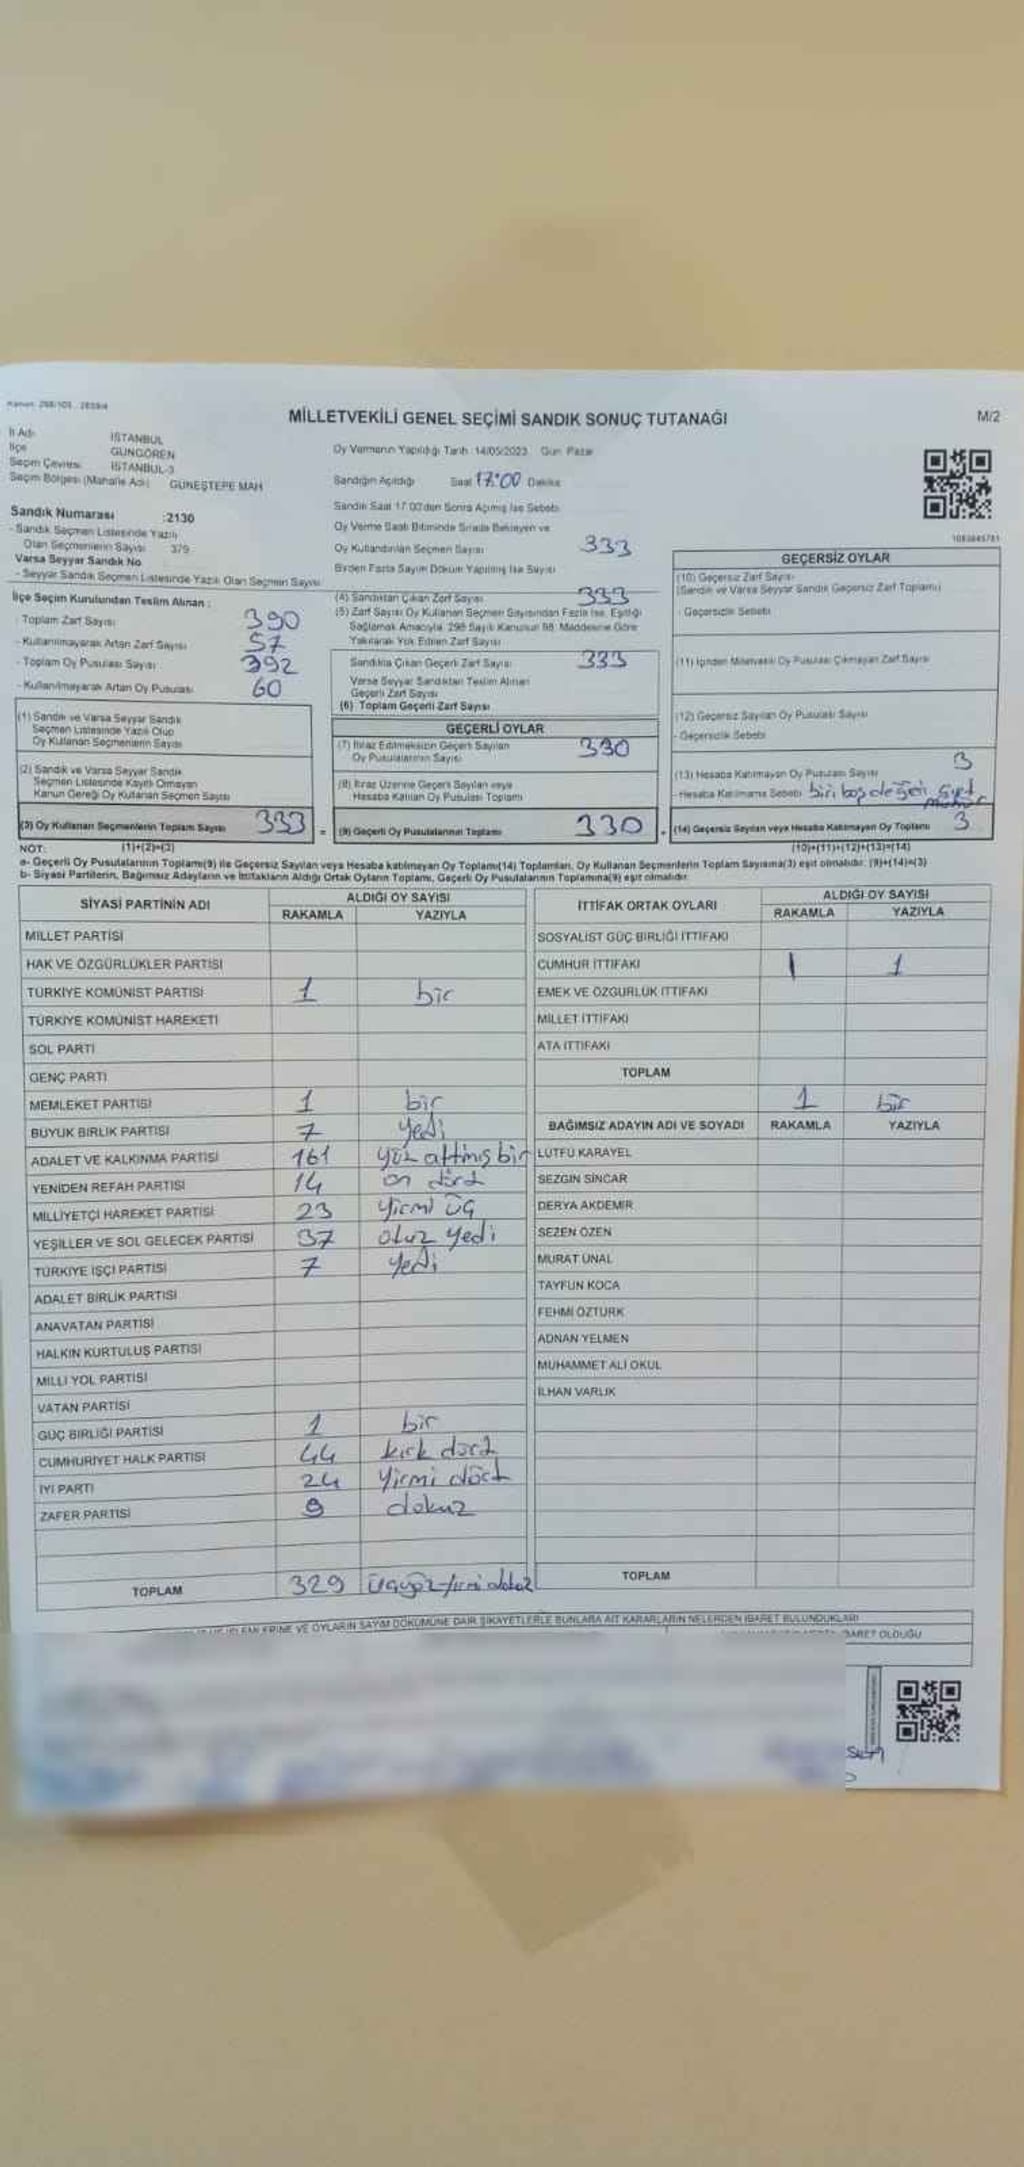 Kanun: 298/105 2839/4
MİLLETVEKİLİ GENEL SEÇİMİ SANDIK SONUÇ TUTANAĞI
M/2
İl Adı İSTANBUL
İlçe GÜNGÖREN
Seçim Çevresi İSTANBUL-3
Seçim Bölgesi (Mahalle Adı) GÜNEŞTEPE MAH
Sandık Numarası :2130
- Sandık Seçmen Listesinde Yazılı
Olan Seçmenlerin Sayısı 379
Varsa Seyyar Sandık No
- Seyyar Sandık Seçmen Listesinde Yazılı Olan Seçmen Sayısı
İlçe Seçim Kurulundan Teslim Alınan :
- Toplam Zarf Sayısı 390
- Kullanılmayarak Artan Zarf Sayısı 57
- Toplam Oy Pusulası Sayısı 392
- Kullanılmayarak Artan Oy Pusulası 60
(1) Sandık ve Varsa Seyyar Sandık
Seçmen Listesinde Yazılı Olup
Oy Kullanan Seçmenlerin Sayısı
(2) Sandık ve Varsa Seyyar Sandık
Seçmen Listesinde Kayıtlı Olmayan
Kanun Gereği Oy Kullanan Seçmen Sayısı
(3) Oy Kullanan Seçmenlerin Toplam Sayısı 333 =
Oy Vermenin Yapıldığı Tarih : 14/05/2023 Gün Pazar
Sandığın Açıldığı Saat 17:00 Dakika
Sandık Saat 17.00'den Sonra Açılmış İse Sebebi
Oy Verme Saati Bitiminde Sırada Bekleyen ve
Oy Kullandırılan Seçmen Sayısı 333
Birden Fazla Sayım Döküm Yapılmış İse Sayısı
(4) Sandıktan Çıkan Zarf Sayısı 333
(5) Zarf Sayısı Oy Kullanan Seçmen Sayısından Fazla İse, Eşitliği
Sağlamak Amacıyla, 298 Sayılı Kanunun 98. Maddesine Göre
Yakılarak Yok Edilen Zarf Sayısı
Sandıkta Çıkan Geçerli Zarf Sayısı 333
Varsa Seyyar Sandıktan Teslim Alınan
Geçerli Zarf Sayısı
(6) Toplam Geçerli Zarf Sayısı
GEÇERLİ OYLAR
(7) İtiraz Edilmeksizin Geçerli Sayılan
Oy Pusulalarının Sayısı 330
(8) İtiraz Üzerine Geçerli Sayılan veya
Hesaba Katılan Oy Pusulası Toplamı
(9) Geçerli Oy Pusulalarının Toplamı 330
1083845781
GEÇERSİZ OYLAR
(10) Geçersiz Zarf Sayısı
(Sandık ve Varsa Seyyar Sandık Geçersiz Zarf Toplamı)
- Geçersizlik Sebebi
(11) İçinden Milletvekili Oy Pusulası Çıkmayan Zarf Sayısı
(12) Geçersiz Sayılan Oy Pusulası Sayısı
- Geçersizlik Sebebi
(13) Hesaba Katılmayan Oy Pusulası Sayısı 3
- Hesaba Katılmama Sebebi biri boş
(14) Geçersiz Sayılan veya Hesaba Katılmayan Oy Toplamı 3
NOT: (1)+(2)=(3)
(10)+(11)+(12)+(13)=(14)
a- Geçerli Oy Pusulalarının Toplamı(9) ile Geçersiz Sayılan veya Hesaba katılmayan Oy Toplamı(14) Toplamları, Oy Kullanan Seçmenlerin Toplam Sayısına(3) eşit olmalıdır. (9)+(14)=(3)
b- Siyasi Partilerin, Bağımsız Adayların ve İttifakların Aldığı Ortak Oyların Toplamı, Geçerli Oy Pusulalarının Toplamına(9) eşit olmalıdır.
SİYASİ PARTİNİN ADI
ALDIĞI OY SAYISI
RAKAMLA YAZIYLA
MİLLET PARTİSİ
HAK VE ÖZGÜRLÜKLER PARTİSİ
TÜRKİYE KOMÜNİST PARTİSİ 1 bir
TÜRKİYE KOMÜNİST HAREKETİ
SOL PARTİ
GENÇ PARTİ
MEMLEKET PARTİSİ 1 bir
BÜYÜK BİRLİK PARTİSİ 7 yedi
ADALET VE KALKINMA PARTİSİ 161 yüz altmış bir
YENİDEN REFAH PARTİSİ 14 on dört
MİLLİYETÇİ HAREKET PARTİSİ 23 yirmi üç
YEŞİLLER VE SOL GELECEK PARTİSİ 37 otuz yedi
TÜRKİYE İŞÇİ PARTİSİ 7 yedi
ADALET BİRLİK PARTİSİ
ANAVATAN PARTİSİ
HALKIN KURTULUŞ PARTİSİ
MİLLİ YOL PARTİSİ
VATAN PARTİSİ
GÜÇ BİRLİĞİ PARTİSİ 1 bir
CUMHURİYET HALK PARTİSİ 44 kırk dört
İYİ PARTİ 24 yirmi dört
ZAFER PARTİSİ 9 dokuz
TOPLAM 329 üçyüz yirmi dokuz
İTTİFAK ORTAK OYLARI
ALDIĞI OY SAYISI
RAKAMLA YAZIYLA
SOSYALİST GÜÇ BİRLİĞİ İTTİFAKI
CUMHUR İTTİFAKI 1 1
EMEK VE ÖZGÜRLÜK İTTİFAKI
MİLLET İTTİFAKI
ATA İTTİFAKI
TOPLAM
1 bir
BAĞIMSIZ ADAYIN ADI VE SOYADI RAKAMLA YAZIYLA
LÜTFÜ KARAYEL
SEZGİN SİNCAR
DERYA AKDEMİR
SEZEN ÖZEN
MURAT ÜNAL
TAYFUN KOCA
FEHMİ ÖZTÜRK
ADNAN YELMEN
MUHAMMET ALİ OKUL
İLHAN VARLIK
TOPLAM
VE OYLARIN SAYIM DÖKÜMÜNE DAİR ŞİKAYETLERLE BUNLARA AİT KARARLARIN NELERDEN İBARET BULUNDUKLARI
İBARET OLDUĞU